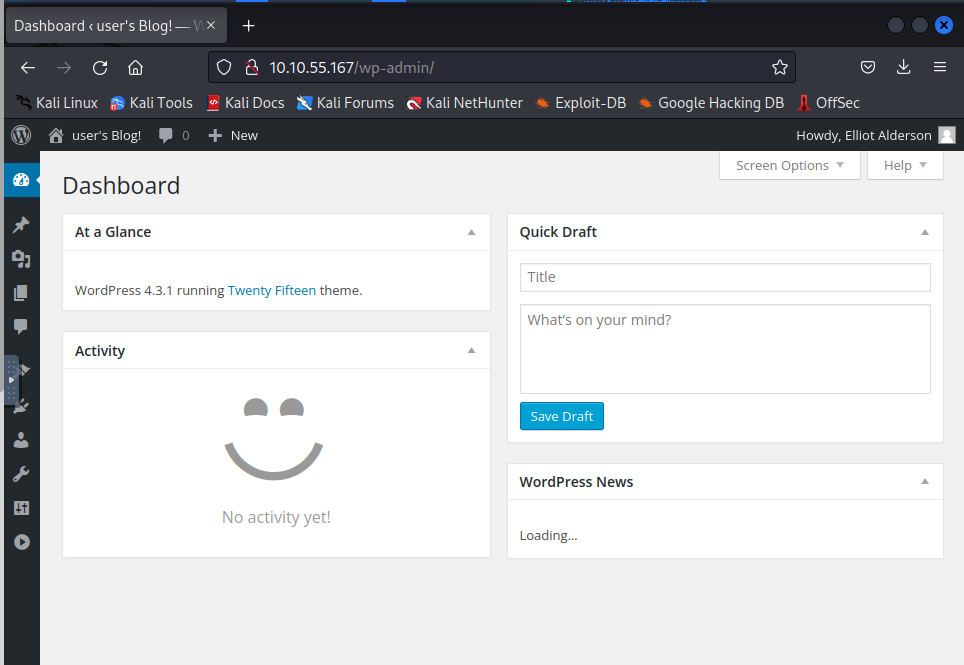 Dashboard ‹ user's Blog! — W
10.10.55.167/wp-admin/
Kali Linux Kali Tools Kali Docs Kali Forums Kali NetHunter Exploit-DB Google Hacking DB OffSec
user's Blog! 0 New Howdy, Elliot Alderson
Screen Options Help
Dashboard
At a Glance
WordPress 4.3.1 running Twenty Fifteen theme.
Activity
No activity yet!
Quick Draft
Title
What's on your mind?
Save Draft
WordPress News
Loading...